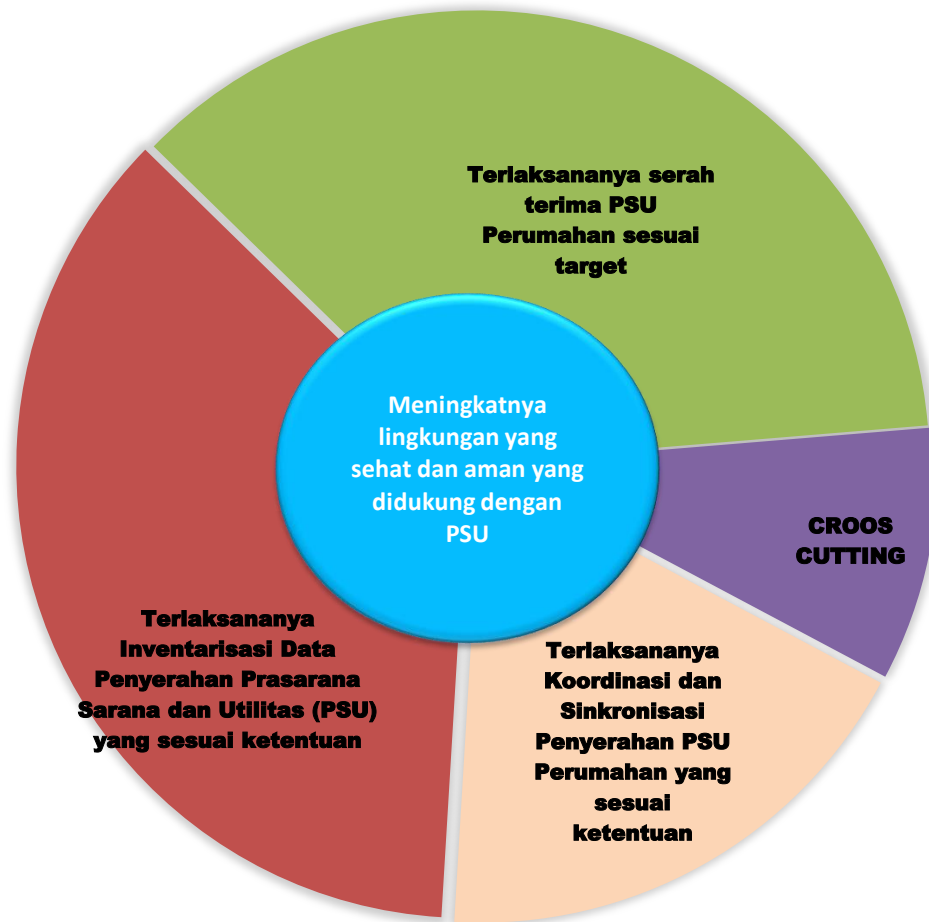 Terlaksananya serah
terima PSU
Perumahan sesuai
target
Meningkatnya
lingkungan yang
sehat dan aman yang
didukung dengan
PSU
CROOS
CUTTING
Terlaksananya
Inventarisasi Data
Penyerahan Prasarana
Sarana dan Utilitas (PSU)
yang sesuai ketentuan
Terlaksananya
Koordinasi dan
Sinkronisasi
Penyerahan PSU
Perumahan yang
sesuai
ketentuan